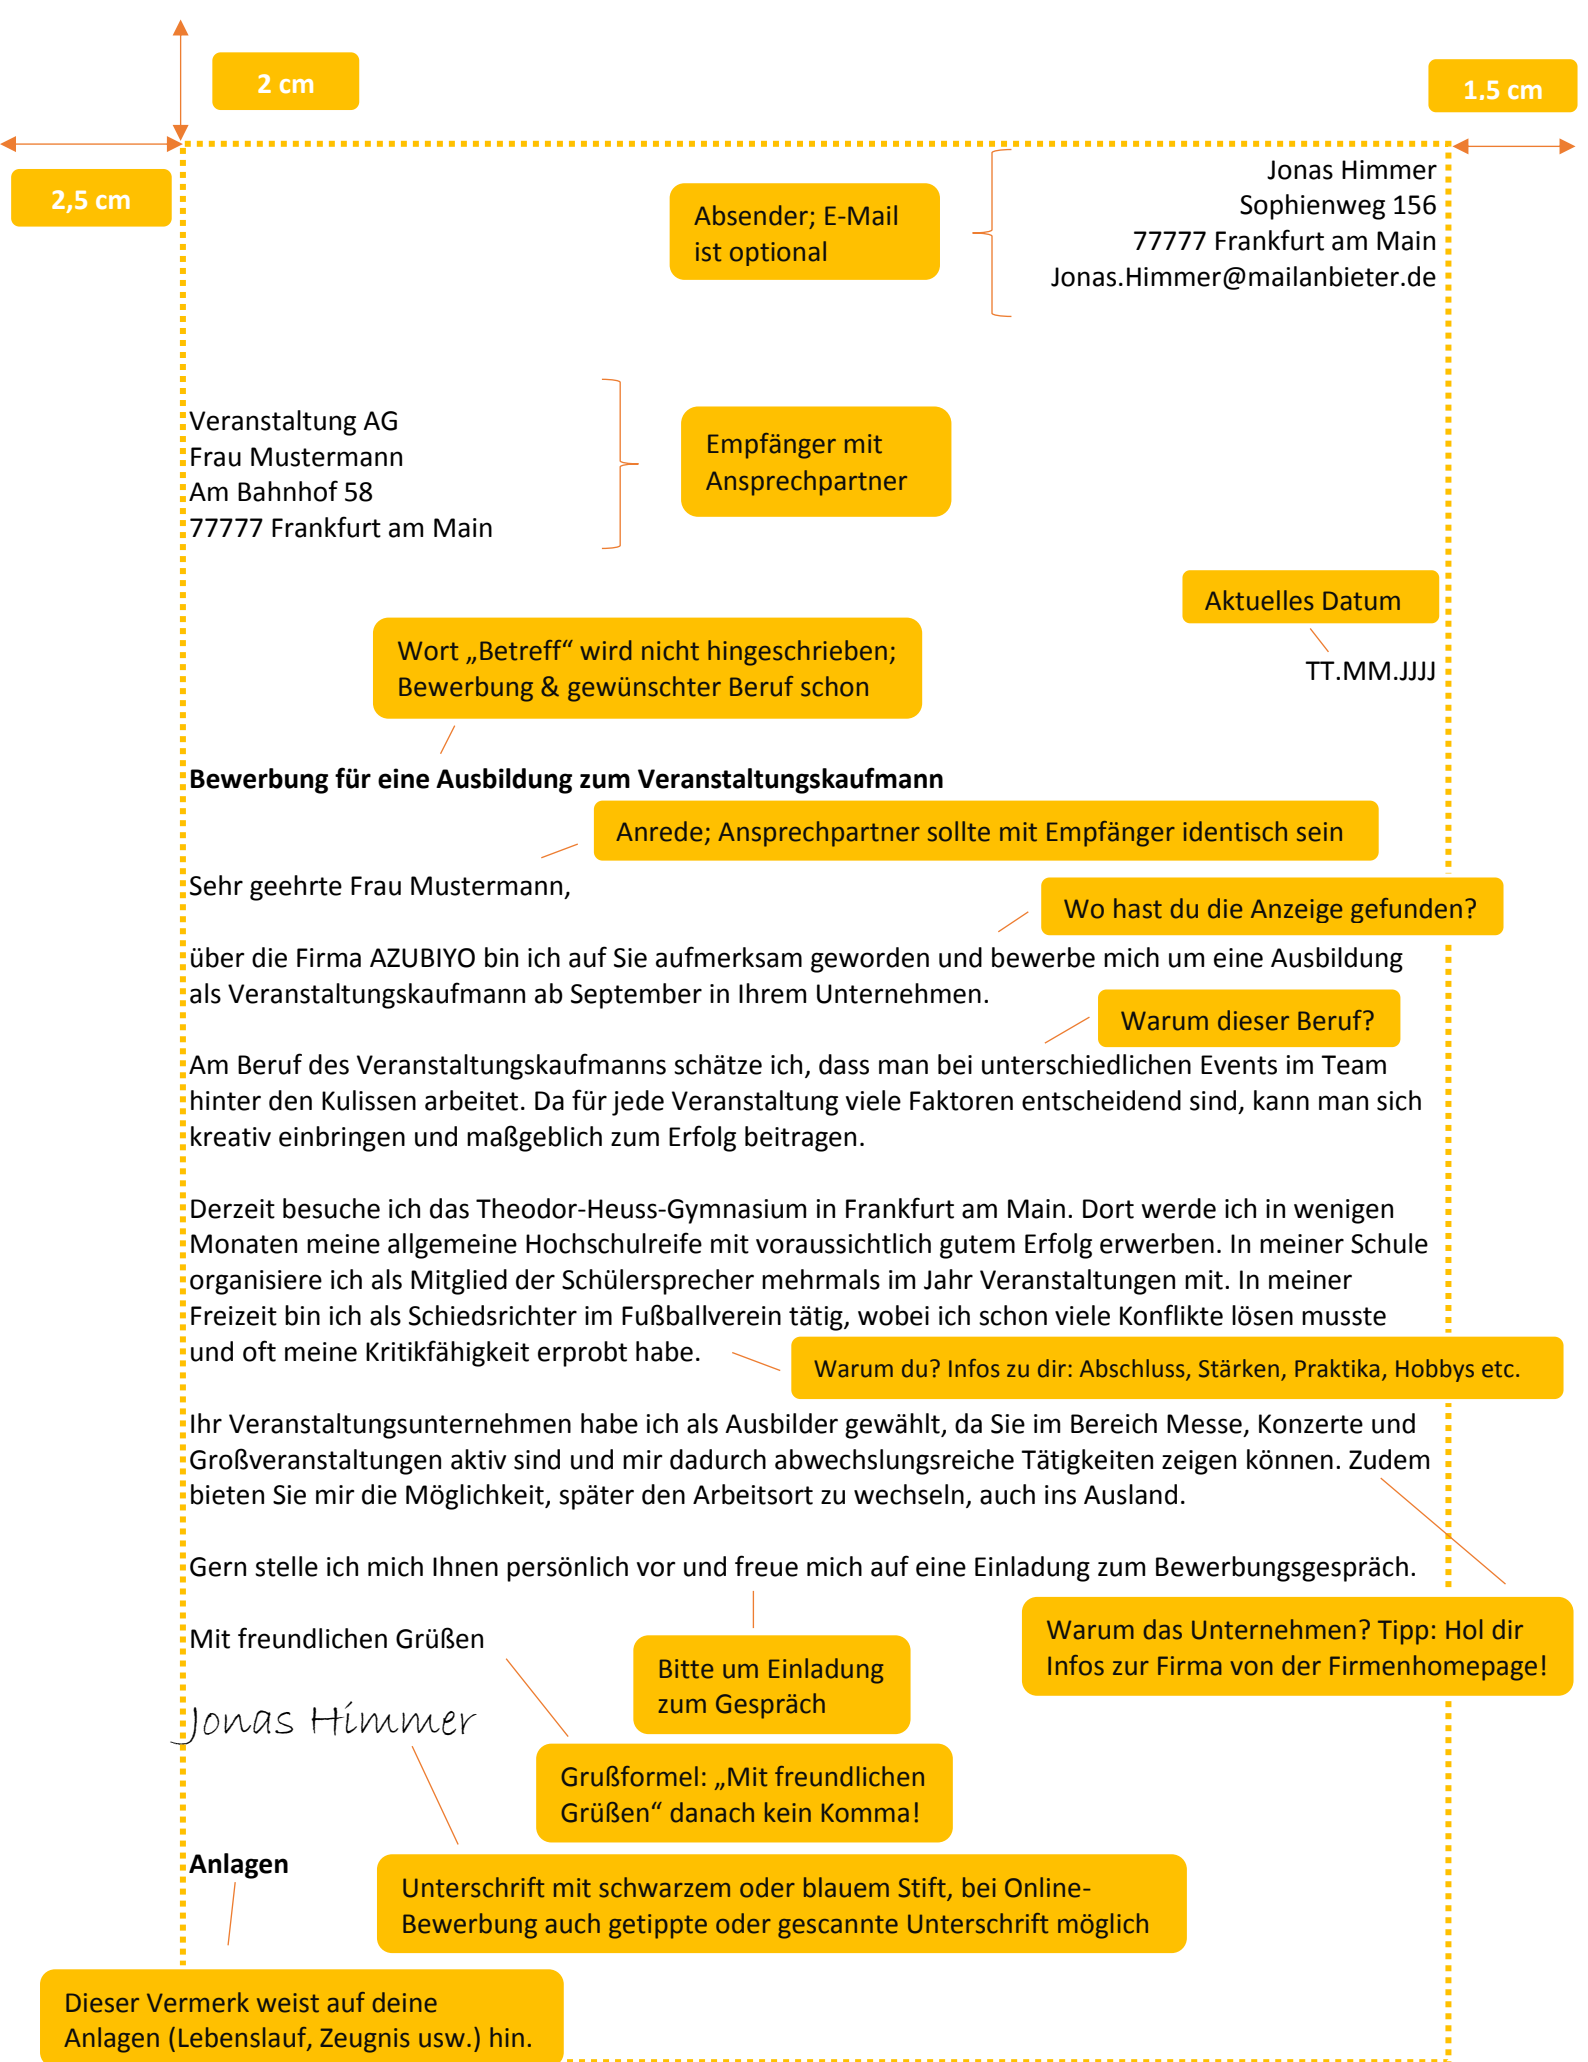 2 cm
1,5 cm
2,5 cm
Absender; E-Mail
ist optional
Jonas Himmer
Sophienweg 156
77777 Frankfurt am Main
Jonas.Himmer@mailanbieter.de
Veranstaltung AG
Frau Mustermann
Am Bahnhof 58
77777 Frankfurt am Main
Empfänger mit
Ansprechpartner
Aktuelles Datum
TT.MM.JJJJ
Wort „Betreff“ wird nicht hingeschrieben;
Bewerbung & gewünschter Beruf schon
Bewerbung für eine Ausbildung zum Veranstaltungskaufmann
Anrede; Ansprechpartner sollte mit Empfänger identisch sein
Sehr geehrte Frau Mustermann,
Wo hast du die Anzeige gefunden?
über die Firma AZUBIYO bin ich auf Sie aufmerksam geworden und bewerbe mich um eine Ausbildung
als Veranstaltungskaufmann ab September in Ihrem Unternehmen.
Warum dieser Beruf?
Am Beruf des Veranstaltungskaufmanns schätze ich, dass man bei unterschiedlichen Events im Team
hinter den Kulissen arbeitet. Da für jede Veranstaltung viele Faktoren entscheidend sind, kann man sich
kreativ einbringen und maßgeblich zum Erfolg beitragen.
Derzeit besuche ich das Theodor-Heuss-Gymnasium in Frankfurt am Main. Dort werde ich in wenigen
Monaten meine allgemeine Hochschulreife mit voraussichtlich gutem Erfolg erwerben. In meiner Schule
organisiere ich als Mitglied der Schülersprecher mehrmals im Jahr Veranstaltungen mit. In meiner
Freizeit bin ich als Schiedsrichter im Fußballverein tätig, wobei ich schon viele Konflikte lösen musste
und oft meine Kritikfähigkeit erprobt habe.
Warum du? Infos zu dir: Abschluss, Stärken, Praktika, Hobbys etc.
Ihr Veranstaltungsunternehmen habe ich als Ausbilder gewählt, da Sie im Bereich Messe, Konzerte und
Großveranstaltungen aktiv sind und mir dadurch abwechslungsreiche Tätigkeiten zeigen können. Zudem
bieten Sie mir die Möglichkeit, später den Arbeitsort zu wechseln, auch ins Ausland.
Gern stelle ich mich Ihnen persönlich vor und freue mich auf eine Einladung zum Bewerbungsgespräch.
Warum das Unternehmen? Tipp: Hol dir
Infos zur Firma von der Firmenhomepage!
Mit freundlichen Grüßen
Bitte um Einladung
zum Gespräch
Jonas Himmer
Grußformel: „Mit freundlichen
Grüßen“ danach kein Komma!
Anlagen
Unterschrift mit schwarzem oder blauem Stift, bei Online-
Bewerbung auch getippte oder gescannte Unterschrift möglich
Dieser Vermerk weist auf deine
Anlagen (Lebenslauf, Zeugnis usw.) hin.